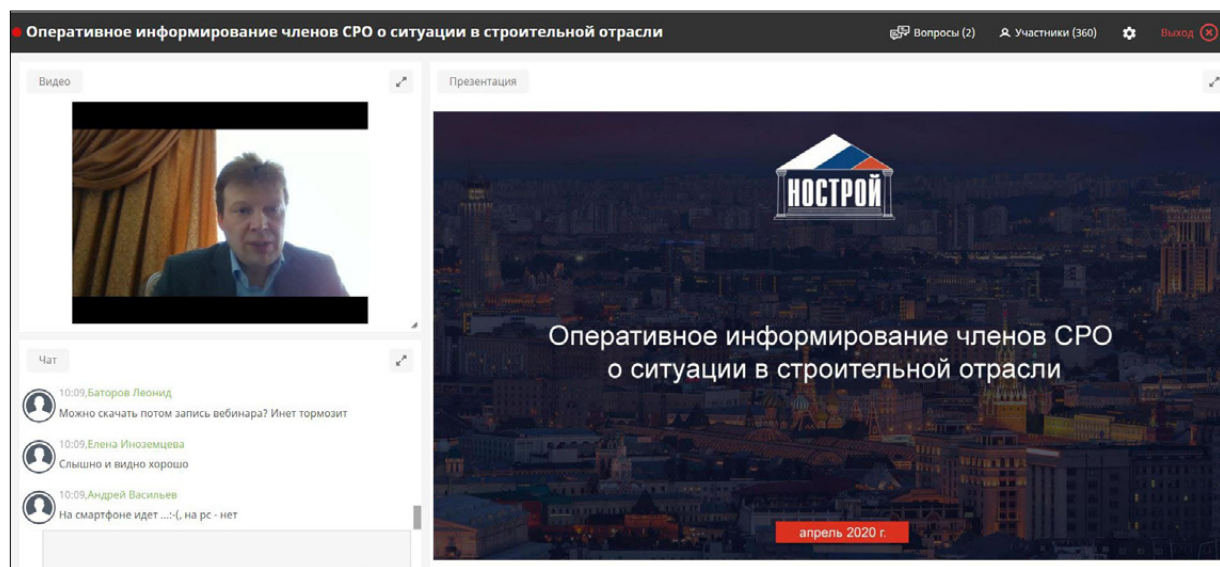 Оперативное информирование членов СРО о ситуации в строительной отрасли
Вопросы (2)
Участники (360)
Выход
Видео
Презентация
НОСТРОЙ
Оперативное информирование членов СРО
о ситуации в строительной отрасли
апрель 2020 г.
Чат
10:09,Баторов Леонид
Можно скачать потом запись вебинара? Инет тормозит
10:09,Елена Иноземцева
Слышно и видно хорошо
10:09,Андрей Васильев
На смартфоне идет ...:-(, на рс - нет